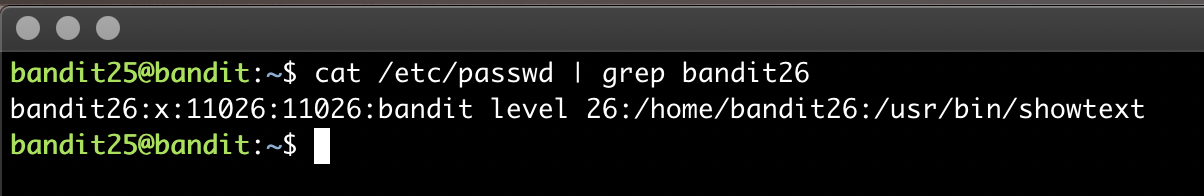 bandit25@bandit:~$ cat /etc/passwd | grep bandit26
bandit26:x:11026:11026:bandit level 26:/home/bandit26:/usr/bin/showtext
bandit25@bandit:~$